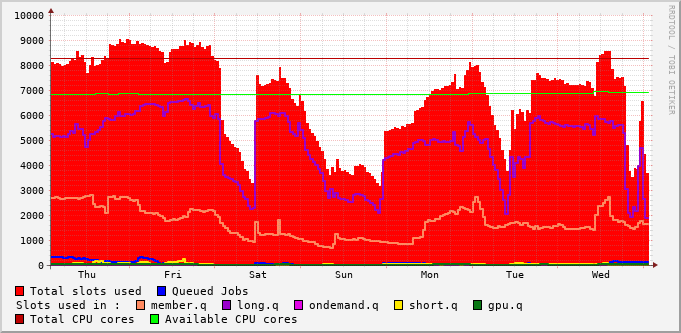 10000
9000
8000
7000
6000
5000
4000
3000
2000
1000
0
Thu Fri Sat Sun Mon Tue Wed
RRDTOOL / TOBI OETIKER
Total slots used Queued Jobs
Slots used in : member.q long.q ondemand.q short.q gpu.q
Total CPU cores Available CPU cores